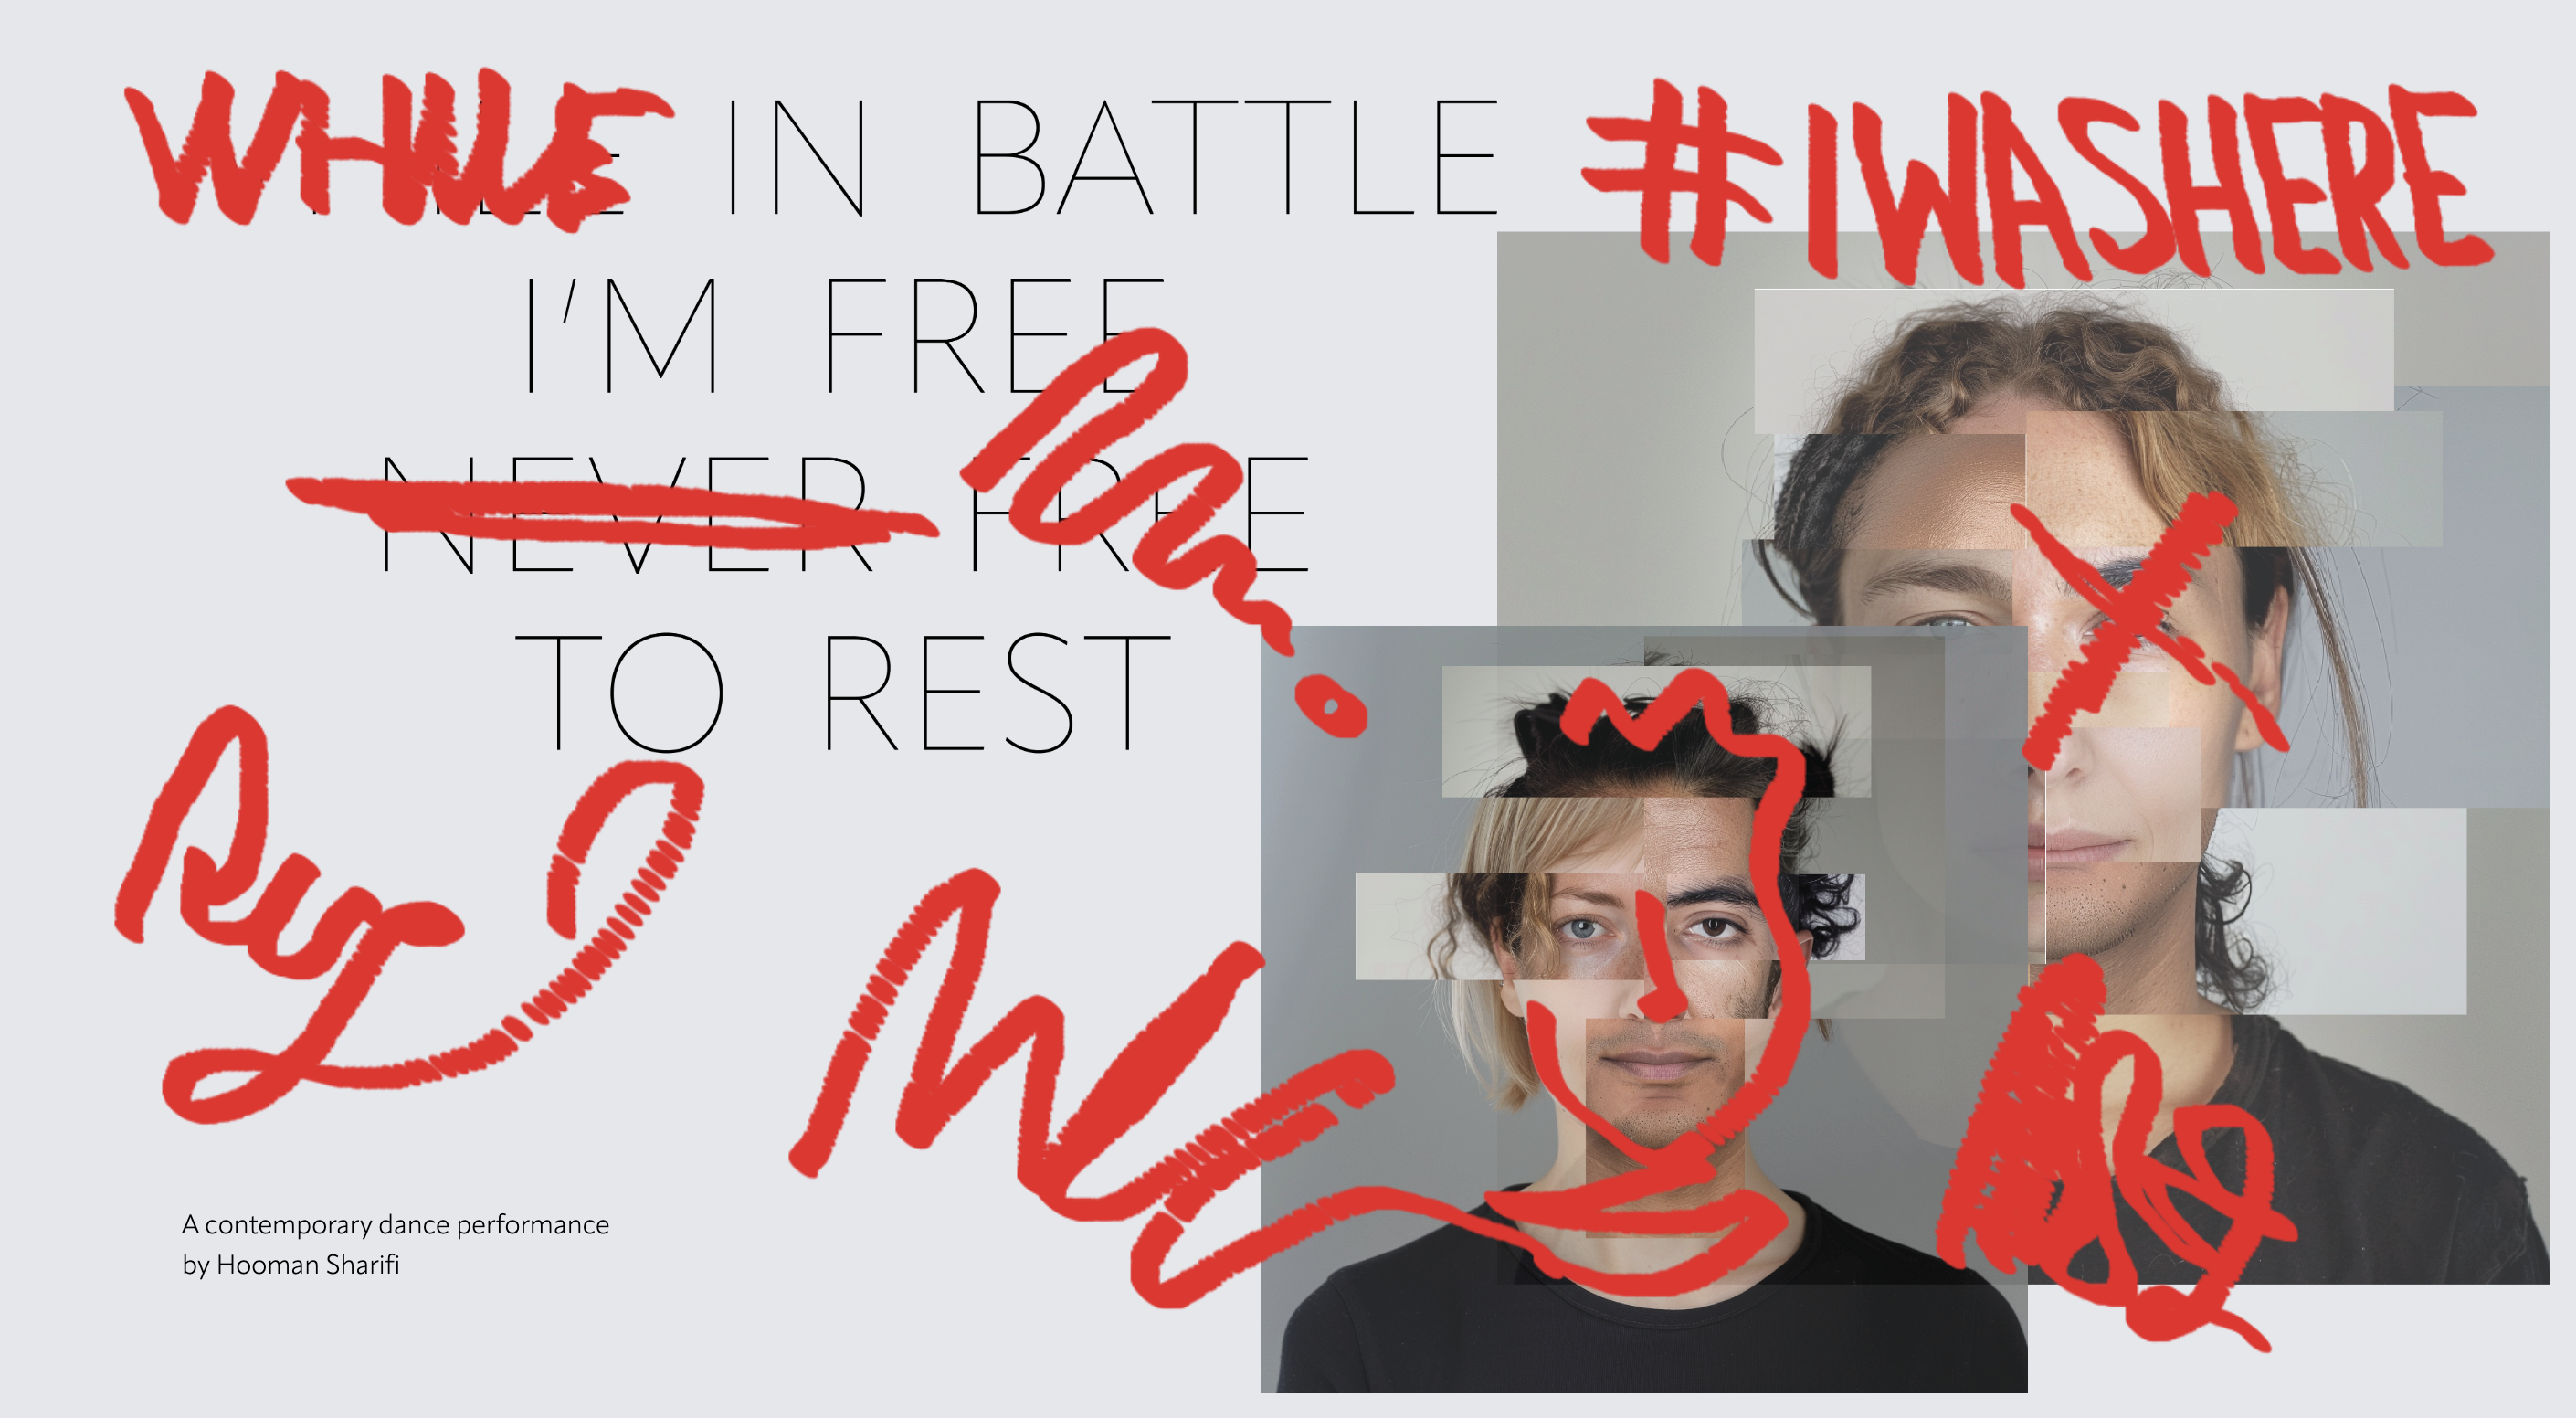 WHILE IN BATTLE
I'M FREE
NEVER FREE
TO REST
#IWASHERE
A contemporary dance performance
by Hooman Sharifi